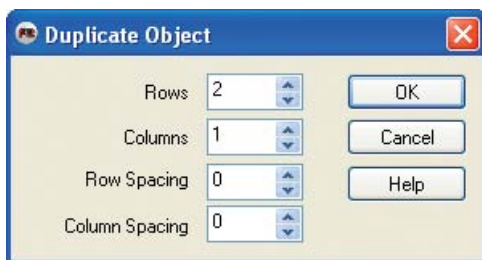 Duplicate Object
Rows 2 OK
Columns 1 Cancel
Row Spacing 0 Help
Column Spacing 0